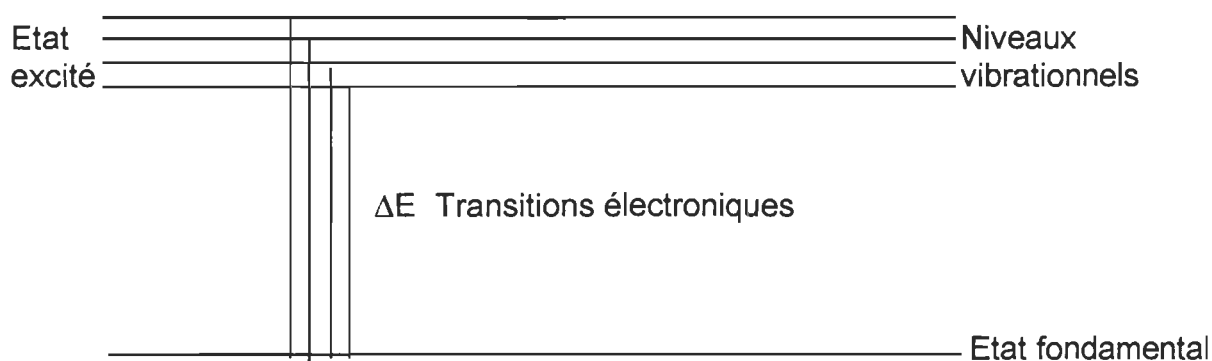 Etat
excité
Niveaux
vibrationnels
ΔE Transitions électroniques
Etat fondamental